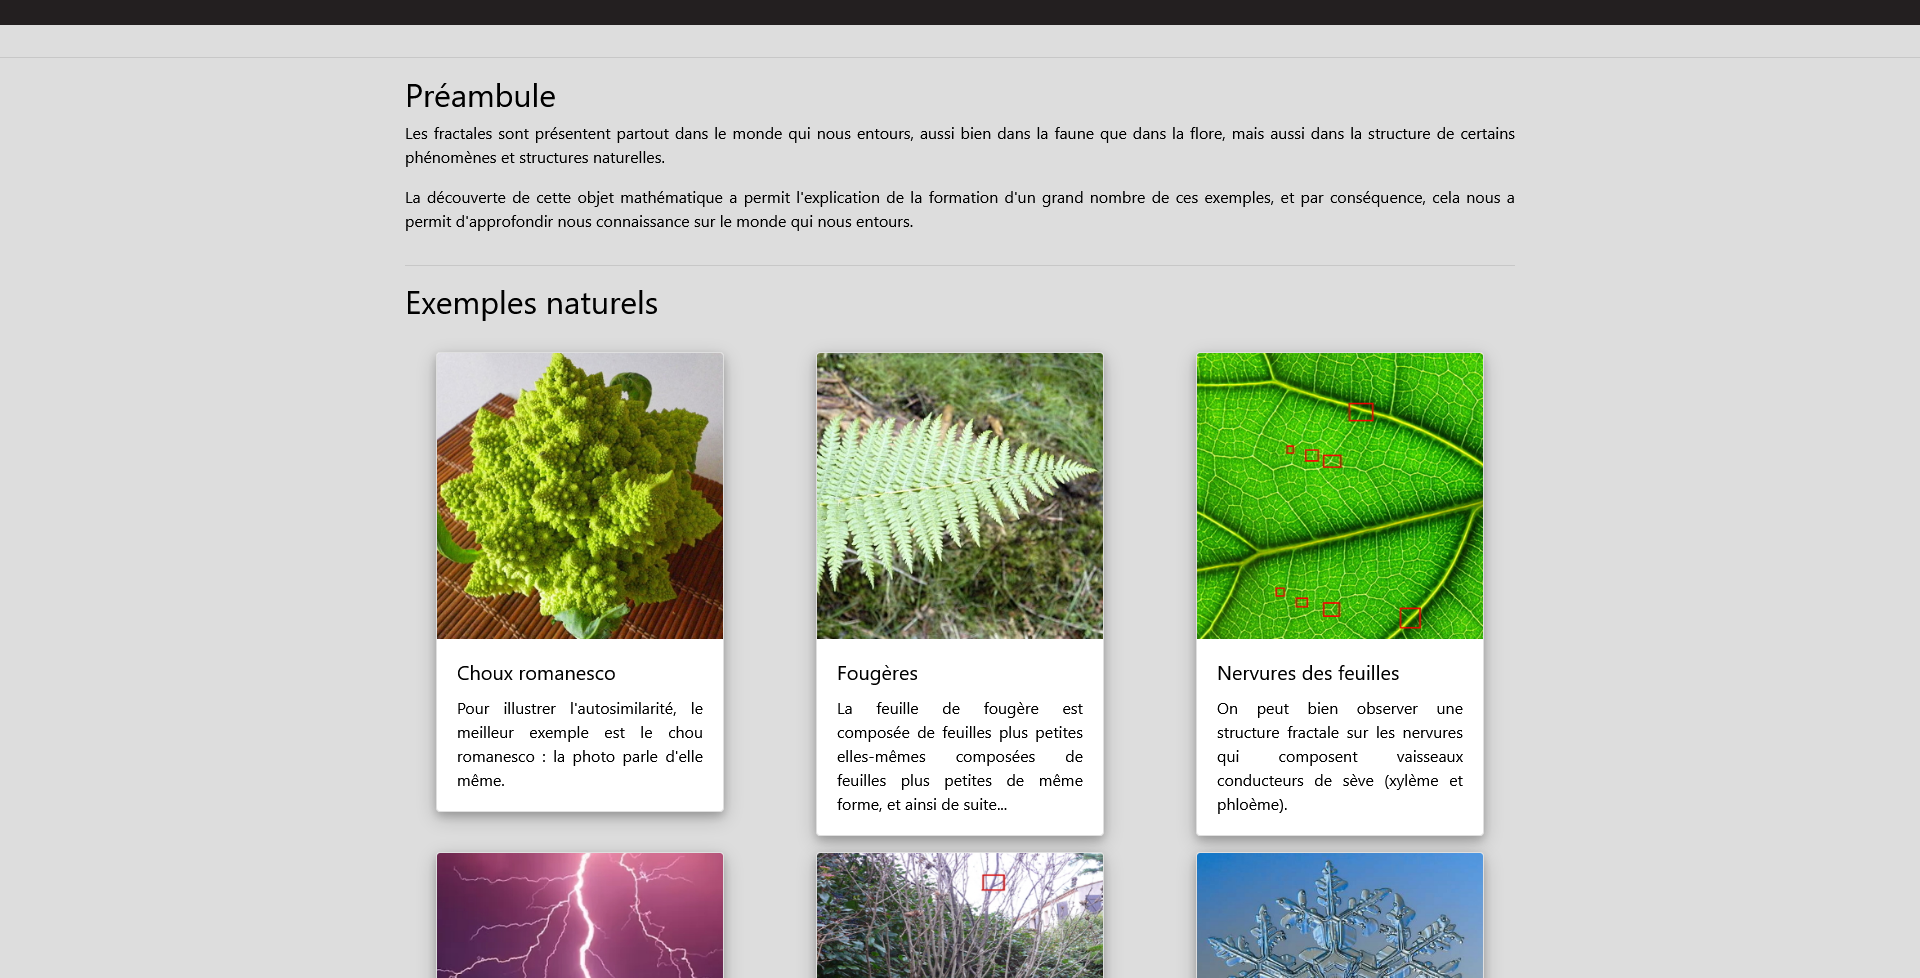 Préambule
Les fractales sont présentent partout dans le monde qui nous entours, aussi bien dans la faune que dans la flore, mais aussi dans la structure de certains
phénomènes et structures naturelles.
La découverte de cette objet mathématique a permit l'explication de la formation d'un grand nombre de ces exemples, et par conséquence, cela nous a
permit d'approfondir nous connaissance sur le monde qui nous entours.
Exemples naturels
Choux romanesco
Pour illustrer l'autosimilarité, le
meilleur exemple est le chou
romanesco : la photo parle d'elle
même.
Fougères
La feuille de fougère est
composée de feuilles plus petites
elles-mêmes composées de
feuilles plus petites de même
forme, et ainsi de suite...
Nervures des feuilles
On peut bien observer une
structure fractale sur les nervures
qui composent vaisseaux
conducteurs de sève (xylème et
phloème).